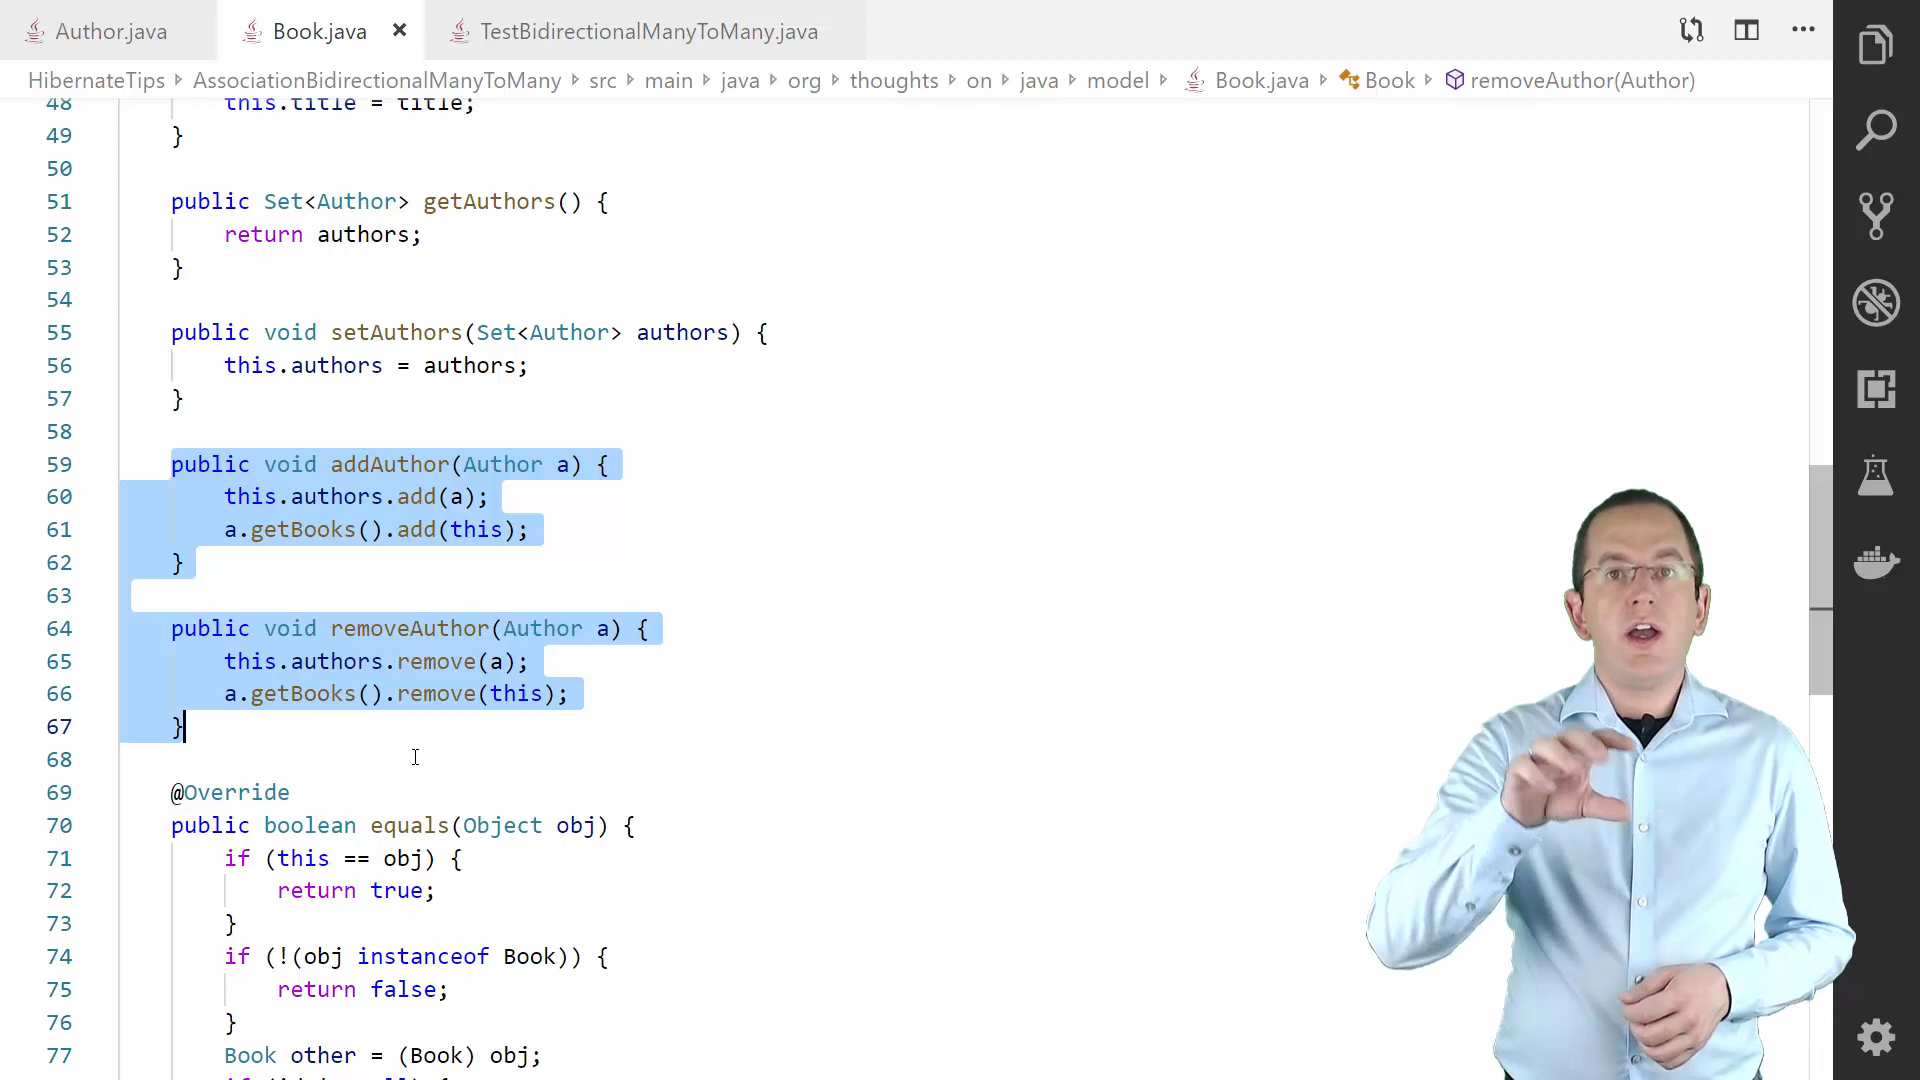 Author.java
Book.java
TestBidirectionalManyToMany.java
HibernateTips AssociationBidirectionalManyToMany src main java org thoughts on java model Book.java Book removeAuthor(Author)
48 this.title = title;
49 }
50
51 public Set<Author> getAuthors() {
52 return authors;
53 }
54
55 public void setAuthors(Set<Author> authors) {
56 this.authors = authors;
57 }
58
59 public void addAuthor(Author a) {
60 this.authors.add(a);
61 a.getBooks().add(this);
62 }
63
64 public void removeAuthor(Author a) {
65 this.authors.remove(a);
66 a.getBooks().remove(this);
67 }
68
69 @Override
70 public boolean equals(Object obj) {
71 if (this == obj) {
72 return true;
73 }
74 if (!(obj instanceof Book)) {
75 return false;
76 }
77 Book other = (Book) obj;